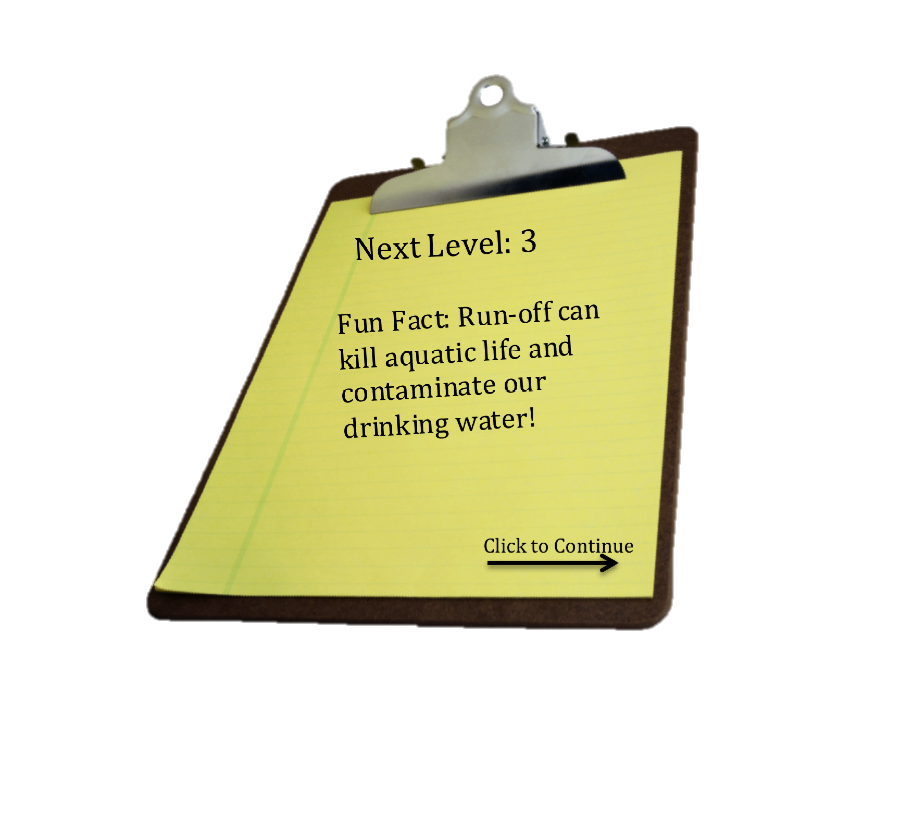 Next Level: 3
Fun Fact: Run-off can
kill aquatic life and
contaminate our
drinking water!
Click to Continue